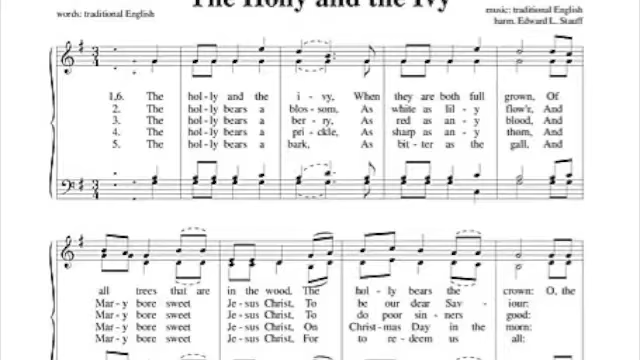 The Holly and the Ivy
words: traditional English
music: traditional English
harm. Edward L. Stauff
1,6. The hol - ly and the i - vy, When they are both full grown, Of
2. The hol - ly bears a blos - som, As white as lil - y flow'r, And
3. The hol - ly bears a ber - ry, As red as an - y blood, And
4. The hol - ly bears a pri - ckle, As sharp as an - y thorn, And
5. The hol - ly bears a bark, As bit - ter as the gall, And
all trees that are in the wood, The hol - ly bears the crown: O, the
Mar - y bore sweet Je - sus Christ, To be our dear Sav - iour:
Mar - y bore sweet Je - sus Christ, To do poor sin - ners good:
Mar - y bore sweet Je - sus Christ, On Christ - mas Day in the morn:
Mar - y bore sweet Je - sus Christ, For to re - deem us all: